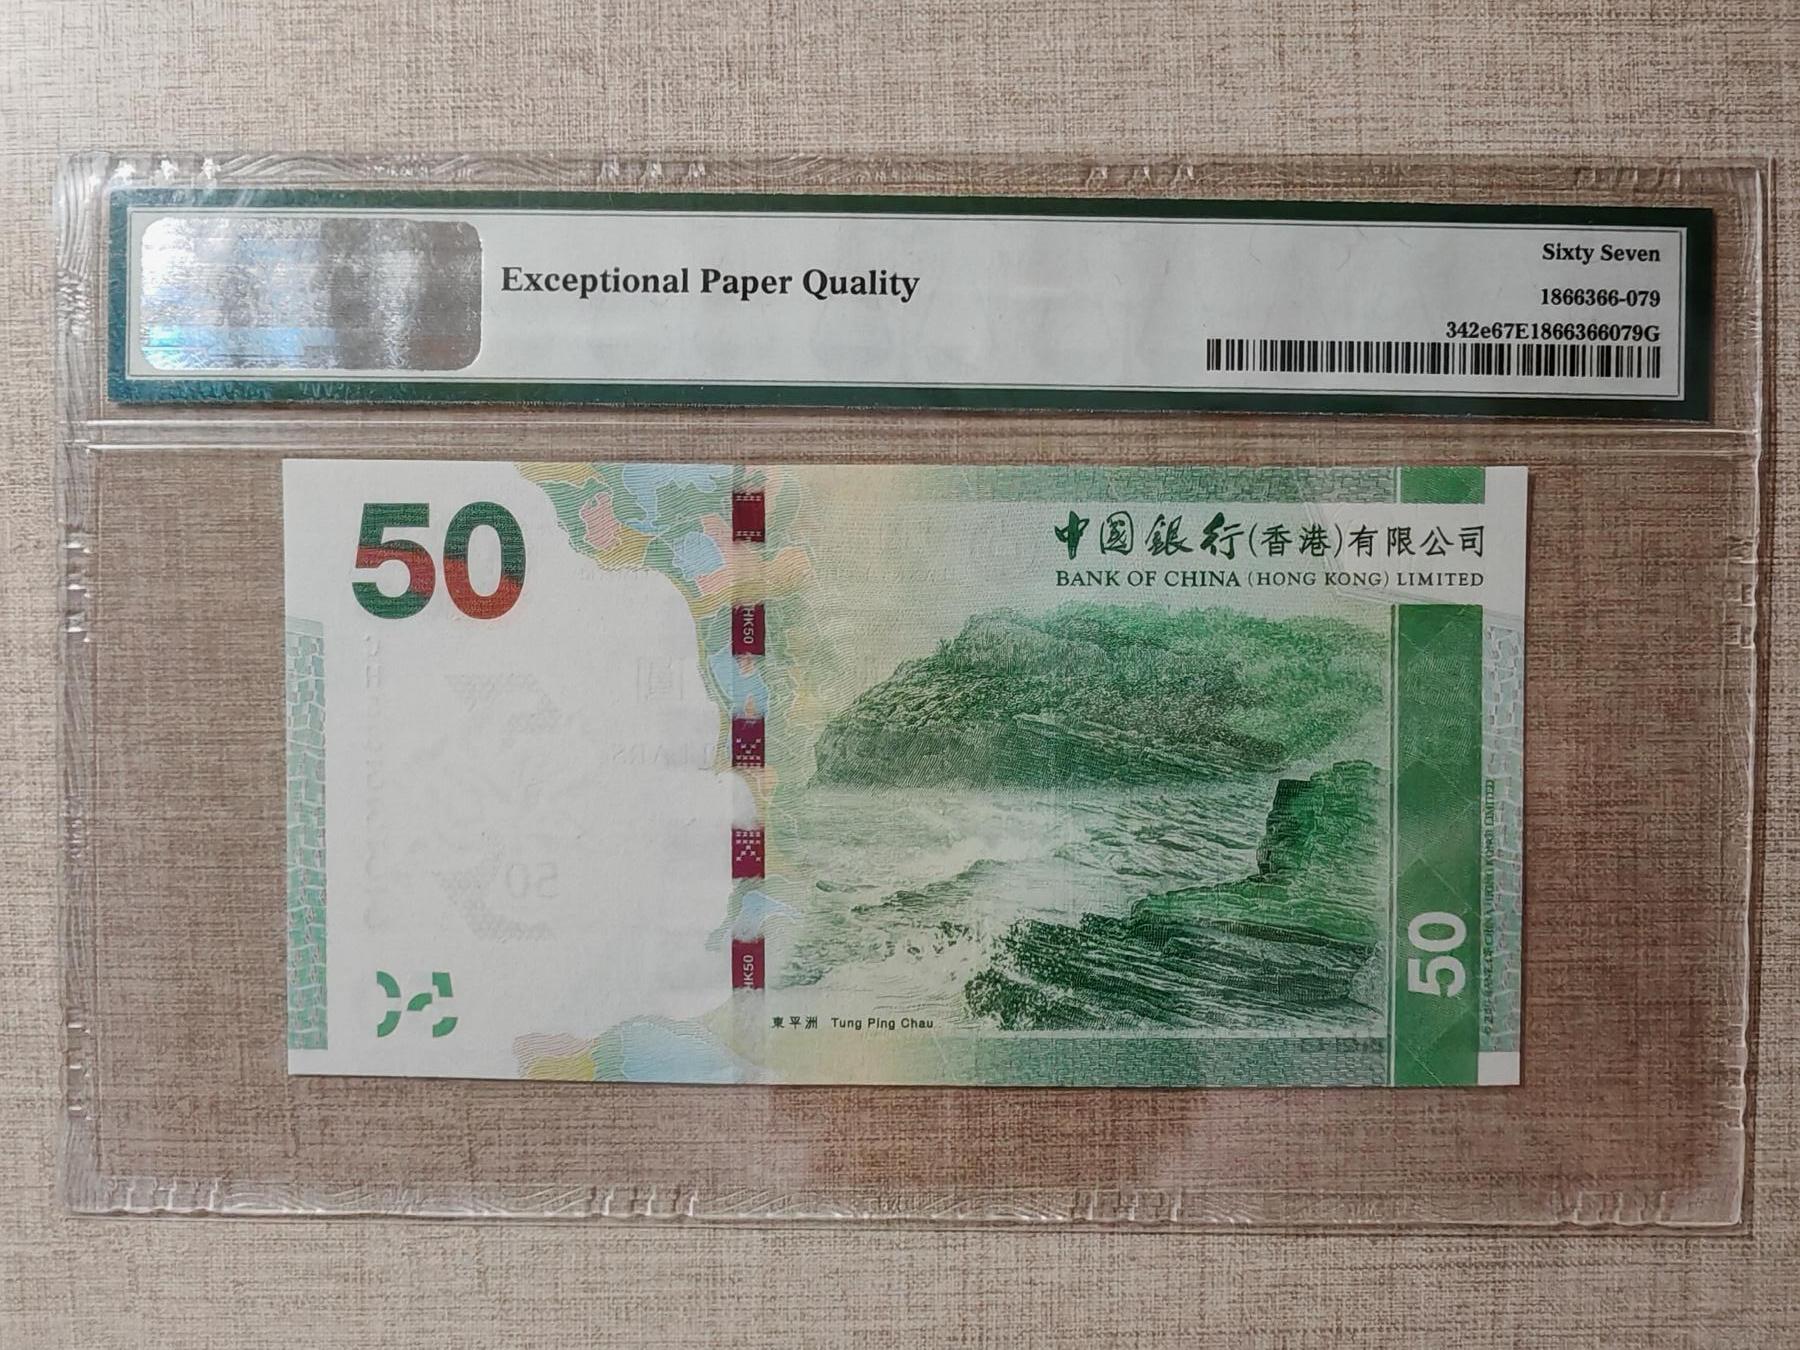 Exceptional Paper Quality
Sixty Seven
1866366-079
342e67E1866366079G
50
中國銀行(香港)有限公司
BANK OF CHINA (HONG KONG) LIMITED
HK50
HK50
東平洲 Tung Ping Chau
50